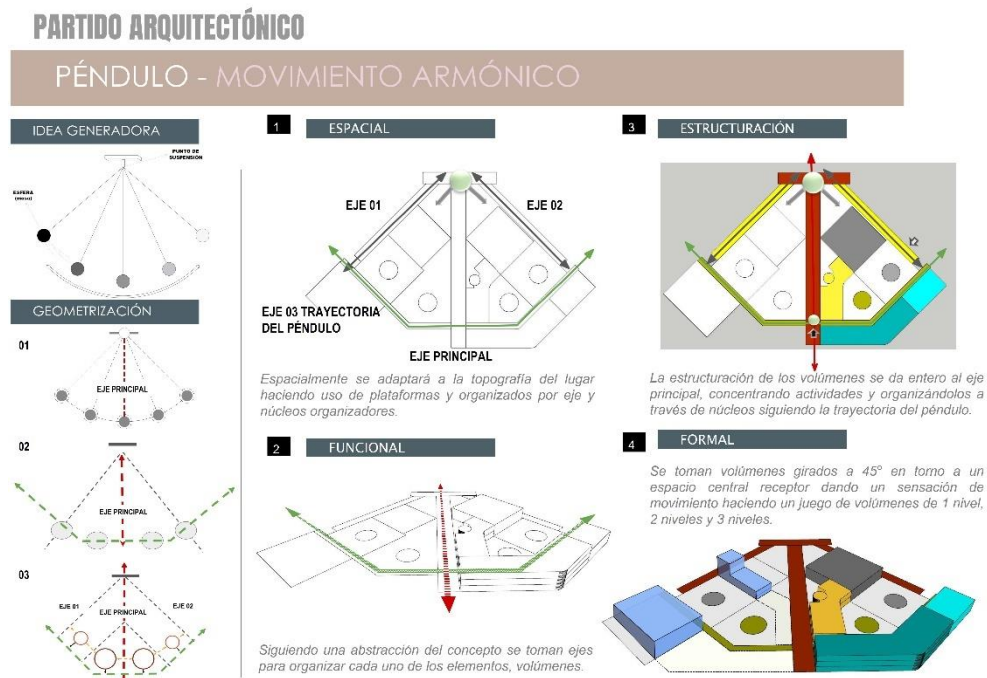 PARTIDO ARQUITECTÓNICO
PÉNDULO - MOVIMIENTO ARMÓNICO
IDEA GENERADORA
PUNTO DE
SUSPENSIÓN
ESFERA
(masa)
GEOMETRIZACIÓN
01
EJE PRINCIPAL
02
EJE PRINCIPAL
03
EJE 01
EJE PRINCIPAL
EJE 02
1
ESPACIAL
EJE 01
EJE 02
EJE 03 TRAYECTORIA
DEL PÉNDULO
EJE PRINCIPAL
Espacialmente se adaptará a la topografía del lugar
haciendo uso de plataformas y organizados por eje y
núcleos organizadores.
2
FUNCIONAL
Siguiendo una abstracción del concepto se toman ejes
para organizar cada uno de los elementos, volúmenes.
3
ESTRUCTURACIÓN
La estructuración de los volúmenes se da entero al eje
principal, concentrando actividades y organizándolos a
través de núcleos siguiendo la trayectoria del péndulo.
4
FORMAL
Se toman volúmenes girados a 45° en torno a un
espacio central receptor dando un sensación de
movimiento haciendo un juego de volúmenes de 1 nivel,
2 niveles y 3 niveles.